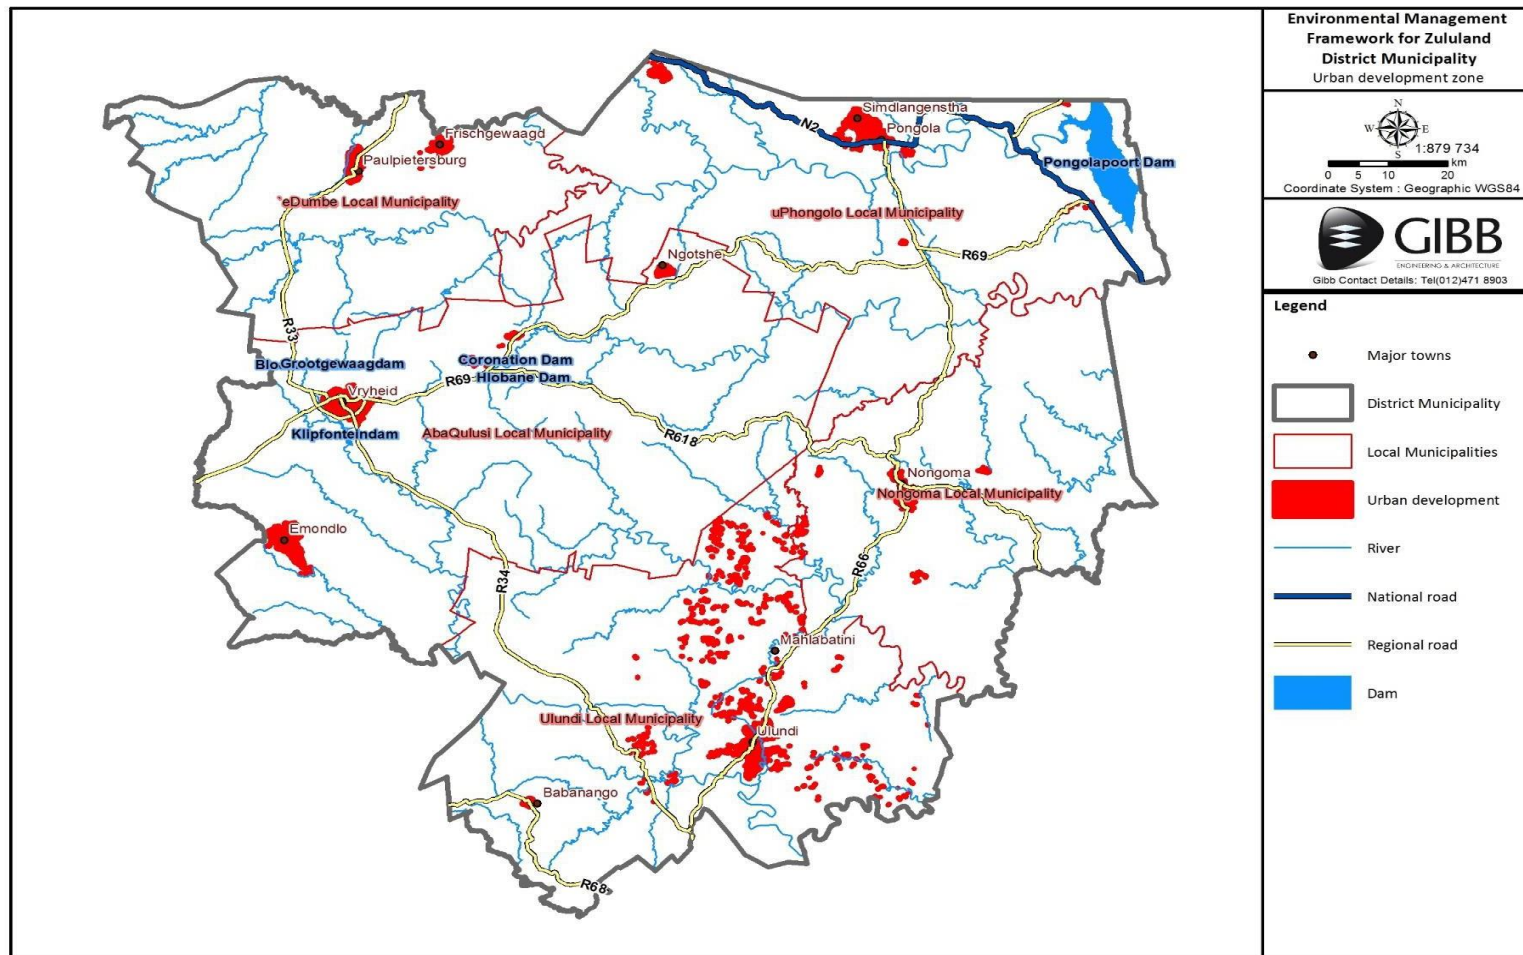 Environmental Management
Framework for Zululand
District Municipality
Urban development zone
N
W E
S
1:879 734
km
0 5 10 20
Coordinate System : Geographic WGS84
GIBB
ENGINEERING & ARCHITECTURE
Gibb Contact Details: Tel(012)471 8903
Legend
Major towns
District Municipality
Local Municipalities
Urban development
River
National road
Regional road
Dam
Simdlangenstha
N2
Pongola
Frischgewaagd
Paulpietersburg
Pongolapoort Dam
`eDumbe Local Municipality
uPhongolo Local Municipality
Ngotshe
R69
R33
Coronation Dam
Blo
Grootgewaagdam
Hlobane Dam
R69
Vryheid
Klipfonteindam
AbaQulusi Local Municipality
R618
Nongoma
Nongoma Local Municipality
Emondlo
R66
R34
Mahlabatini
Ulundi Local Municipality
Ulundi
Babanango
R68